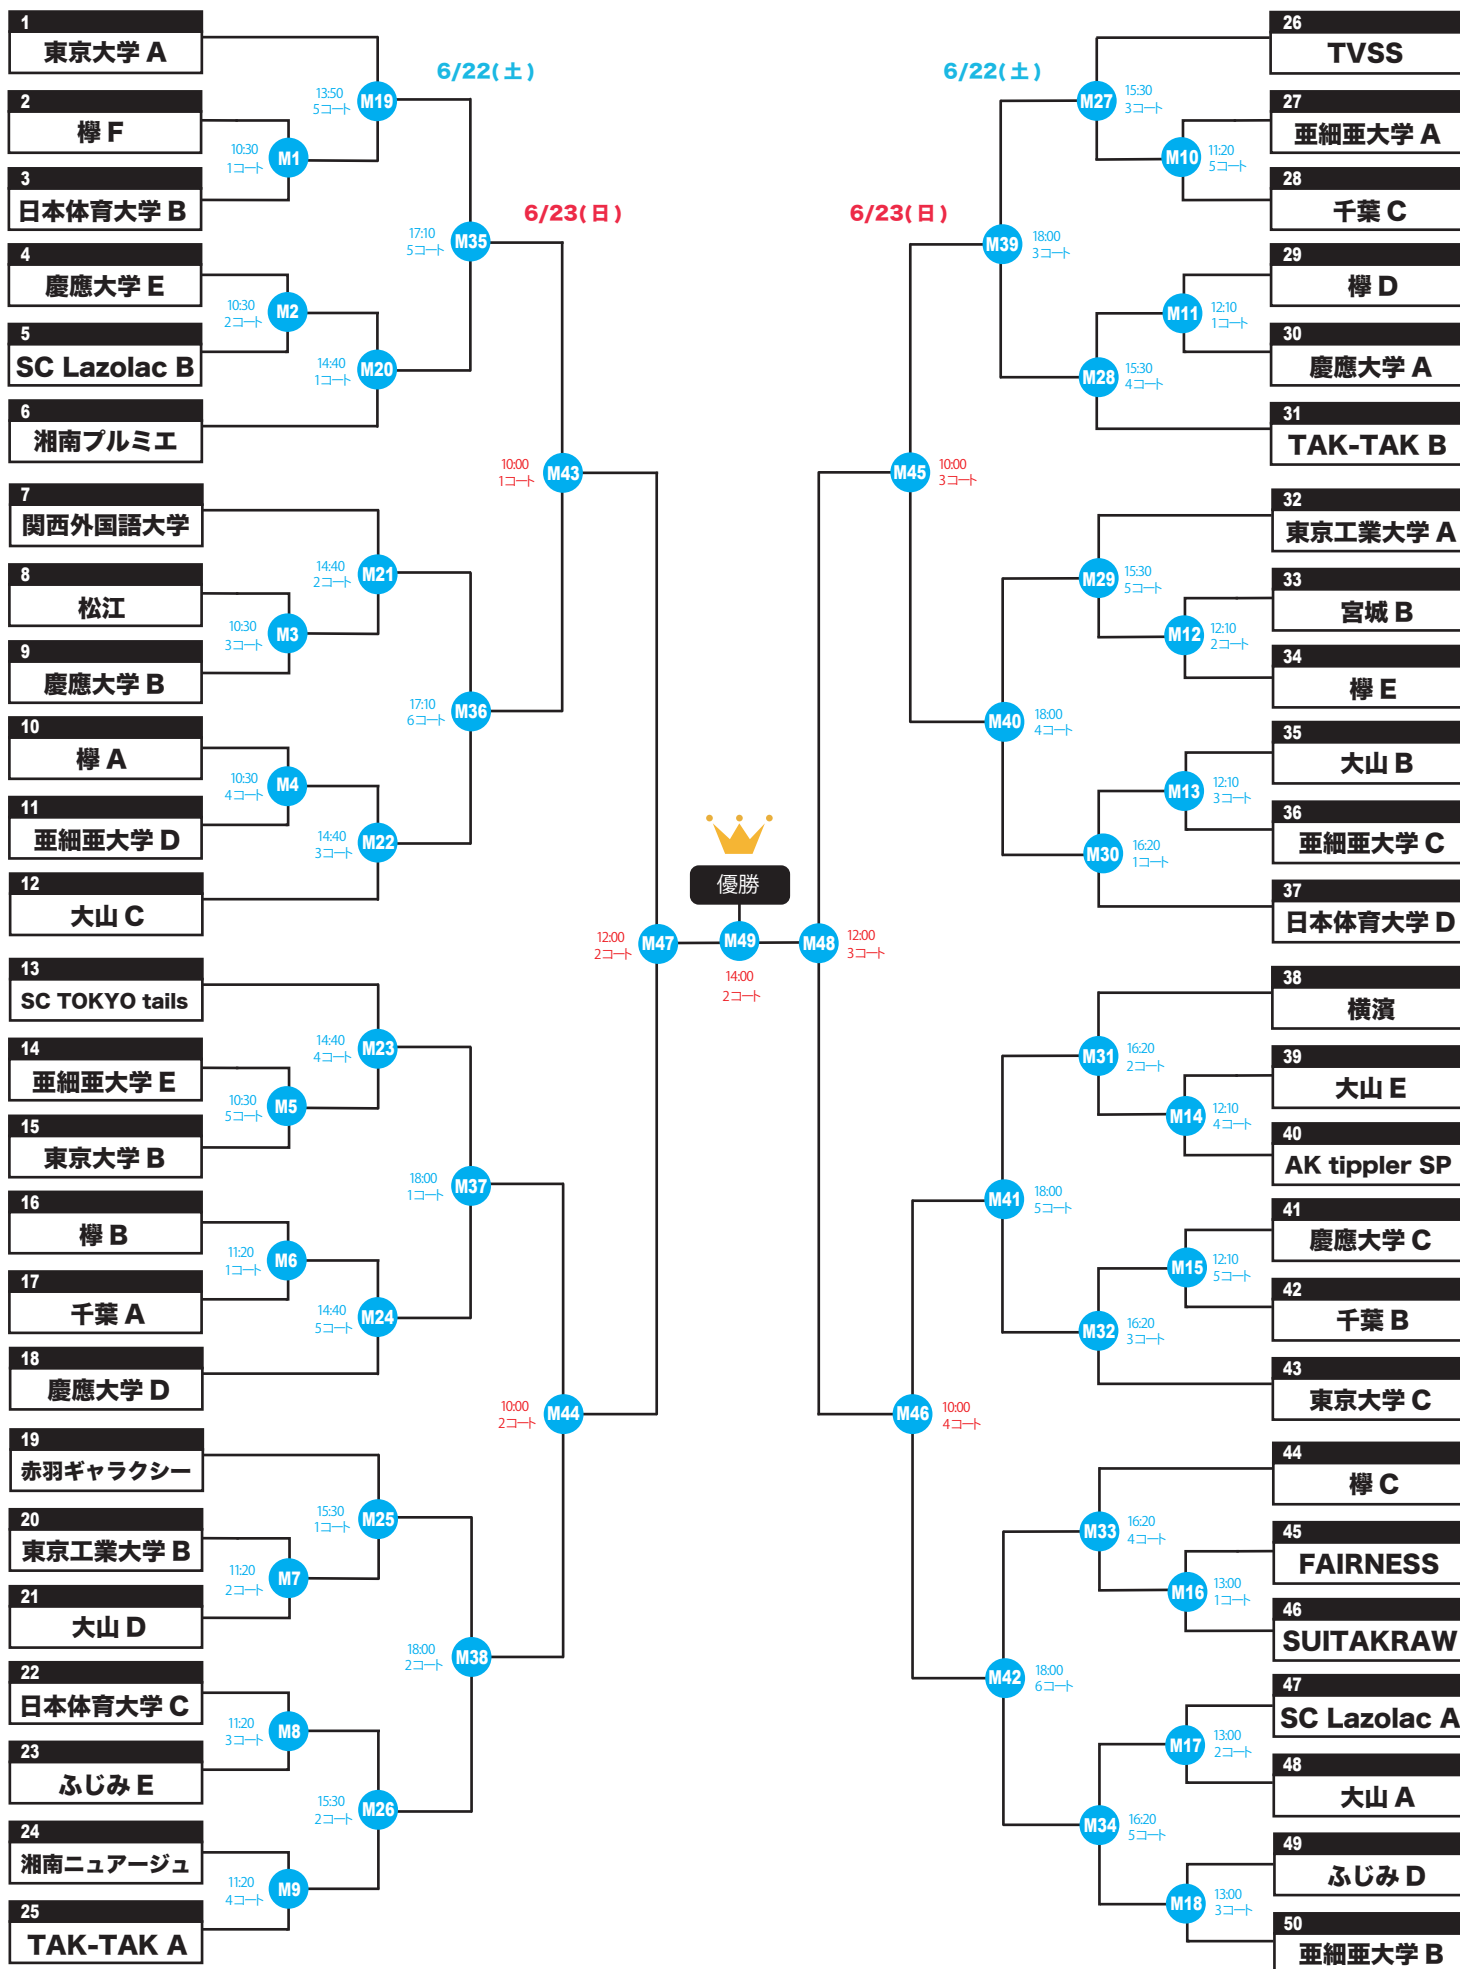 1
東京大学 A
2
欅 F
3
日本体育大学 B
4
慶應大学 E
5
SC Lazolac B
6
湘南プルミエ
7
関西外国語大学
8
松江
9
慶應大学 B
10
欅 A
11
亜細亜大学 D
12
大山 C
13
SC TOKYO tails
14
亜細亜大学 E
15
東京大学 B
16
欅 B
17
千葉 A
18
慶應大学 D
19
赤羽ギャラクシー
20
東京工業大学 B
21
大山 D
22
日本体育大学 C
23
ふじみ E
24
湘南ニュアージュ
25
TAK-TAK A
10:30
1コート
M1
10:30
2コート
M2
10:30
3コート
M3
10:30
4コート
M4
10:30
5コート
M5
11:20
1コート
M6
11:20
2コート
M7
11:20
3コート
M8
11:20
4コート
M9
13:50
5コート
M19
14:40
1コート
M20
14:40
2コート
M21
14:40
3コート
M22
14:40
4コート
M23
14:40
5コート
M24
15:30
1コート
M25
15:30
2コート
M26
6/22(土)
17:10
5コート
M35
17:10
6コート
M36
18:00
1コート
M37
18:00
2コート
M38
6/23(日)
10:00
1コート
M43
10:00
2コート
M44
12:00
2コート
M47
優勝
M49
14:00
2コート
M48
12:00
3コート
6/23(日)
M45
10:00
3コート
M46
10:00
4コート
6/22(土)
M39
18:00
3コート
M40
18:00
4コート
M41
18:00
5コート
M42
18:00
6コート
M27
15:30
3コート
M28
15:30
4コート
M29
15:30
5コート
M30
16:20
1コート
M31
16:20
2コート
M32
16:20
3コート
M33
16:20
4コート
M34
16:20
5コート
M10
11:20
5コート
M11
12:10
1コート
M12
12:10
2コート
M13
12:10
3コート
M14
12:10
4コート
M15
12:10
5コート
M16
13:00
1コート
M17
13:00
2コート
M18
13:00
3コート
26
TVSS
27
亜細亜大学 A
28
千葉 C
29
欅 D
30
慶應大学 A
31
TAK-TAK B
32
東京工業大学 A
33
宮城 B
34
欅 E
35
大山 B
36
亜細亜大学 C
37
日本体育大学 D
38
横濱
39
大山 E
40
AK tippler SP
41
慶應大学 C
42
千葉 B
43
東京大学 C
44
欅 C
45
FAIRNESS
46
SUITAKRAW
47
SC Lazolac A
48
大山 A
49
ふじみ D
50
亜細亜大学 B